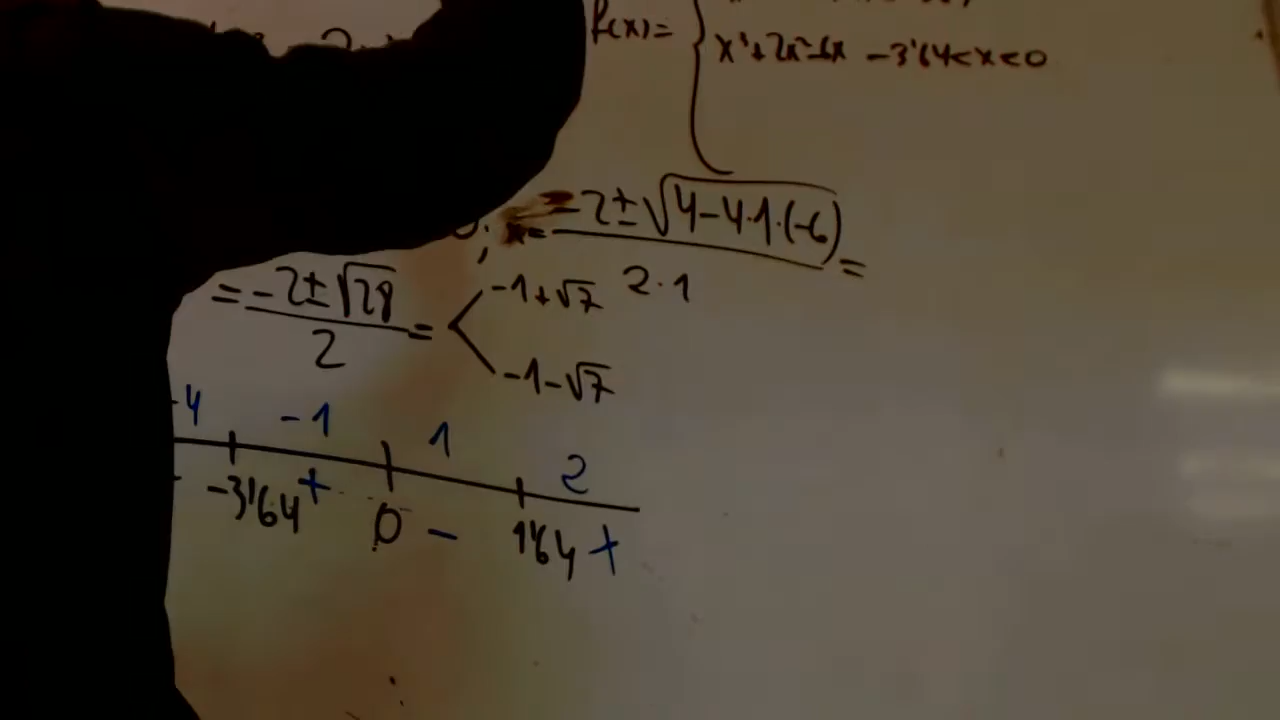 f(x)= {
x³+2x²-6x -3'64<x<0
; x= -2±√(4-4·1·(-6)) / 2·1 =
= -2±√28 / 2 = < -1+√7
-1-√7
-4 -1 1 2
- -3'64 + 0 - 1'64 +